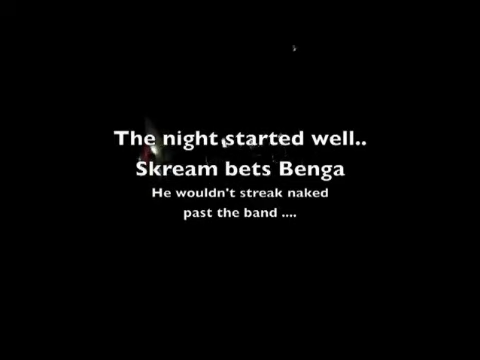 The night started well..
Skream bets Benga
He wouldn't streak naked
past the band ....